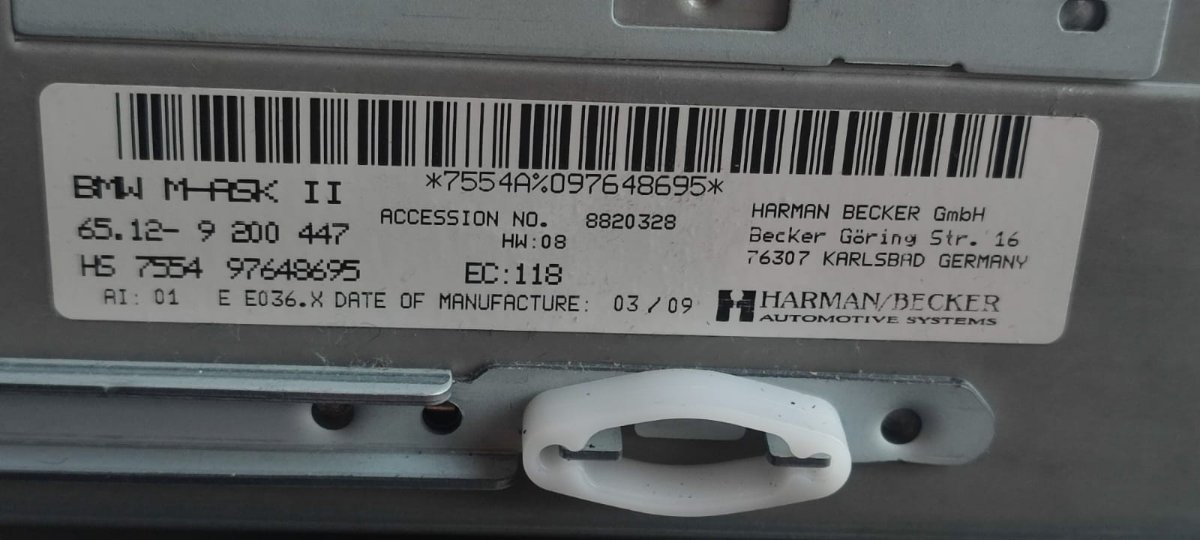 *7554A%097648695*
BMW M-ASK II
65.12- 9 200 447
HS 7554 97648695
AI: 01 E E036.X DATE OF MANUFACTURE: 03/09
ACCESSION NO. 8820328
HW:08
EC:118
HARMAN BECKER GmbH
Becker Göring Str. 16
76307 KARLSBAD GERMANY
HARMAN/BECKER
AUTOMOTIVE SYSTEMS